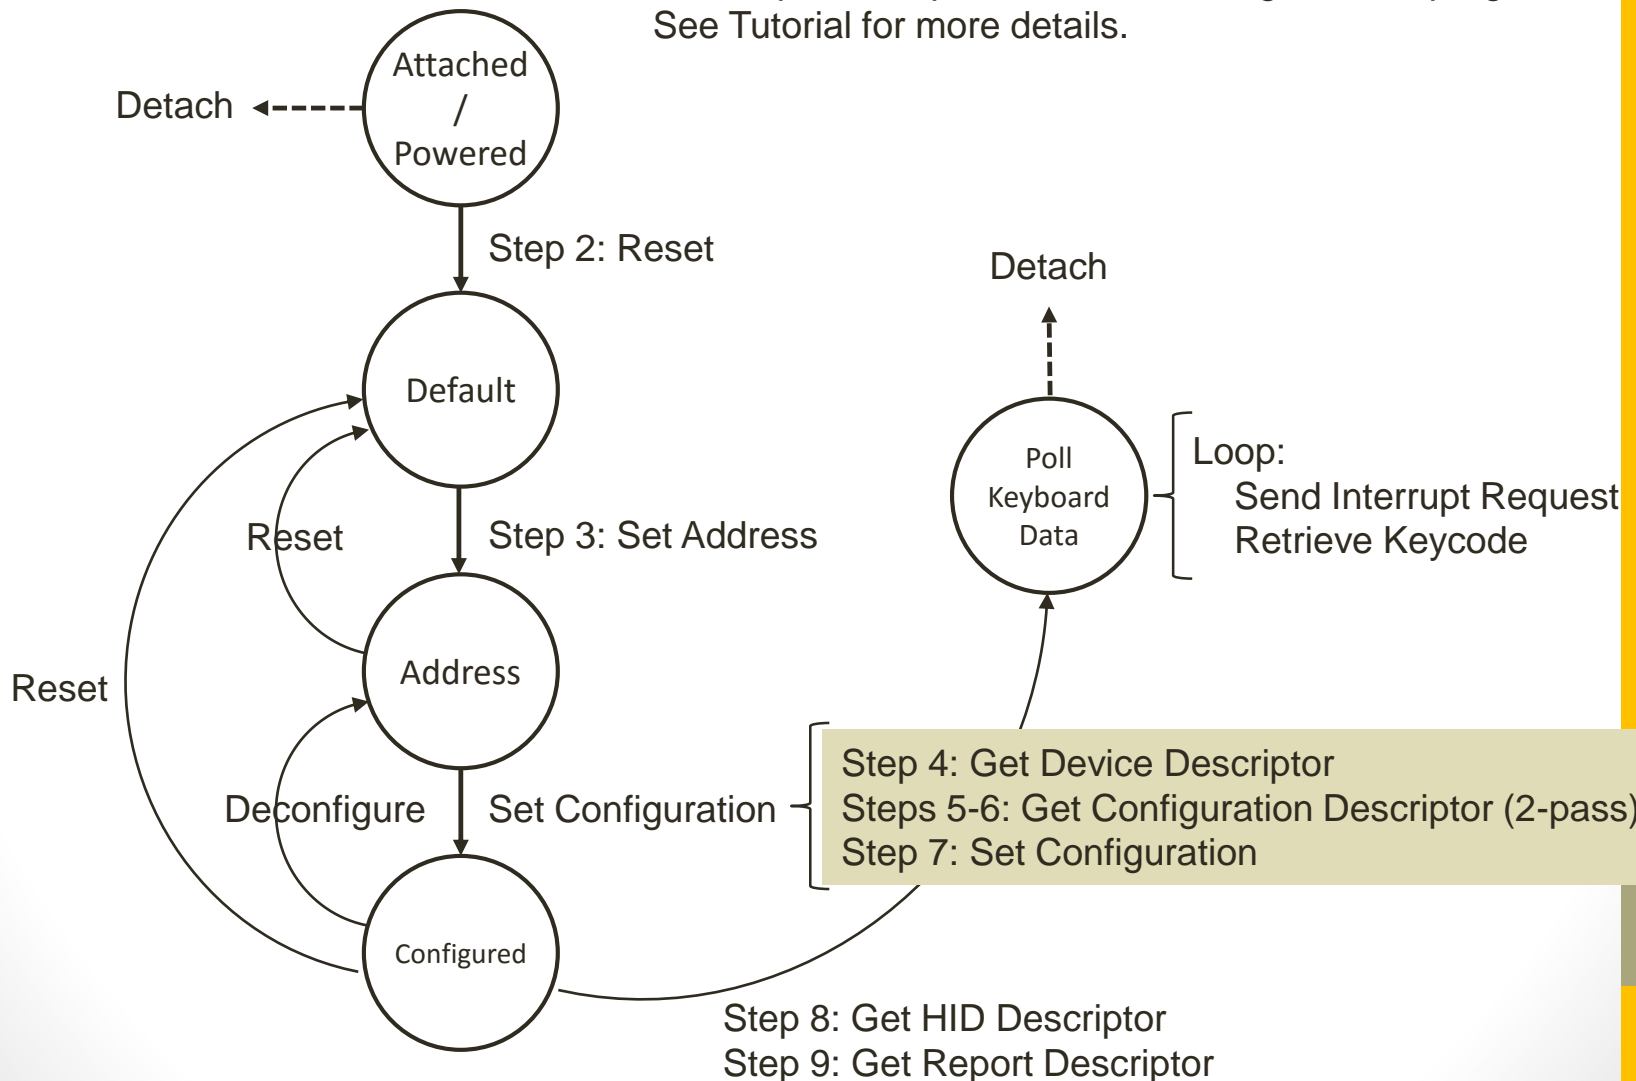 See Tutorial for more details.
Attached
/
Powered
Detach
Step 2: Reset
Detach
Default
Poll
Keyboard
Data
Loop:
Send Interrupt Request
Retrieve Keycode
Reset
Step 3: Set Address
Address
Reset
Step 4: Get Device Descriptor
Steps 5-6: Get Configuration Descriptor (2-pass)
Step 7: Set Configuration
Deconfigure
Set Configuration
Configured
Step 8: Get HID Descriptor
Step 9: Get Report Descriptor